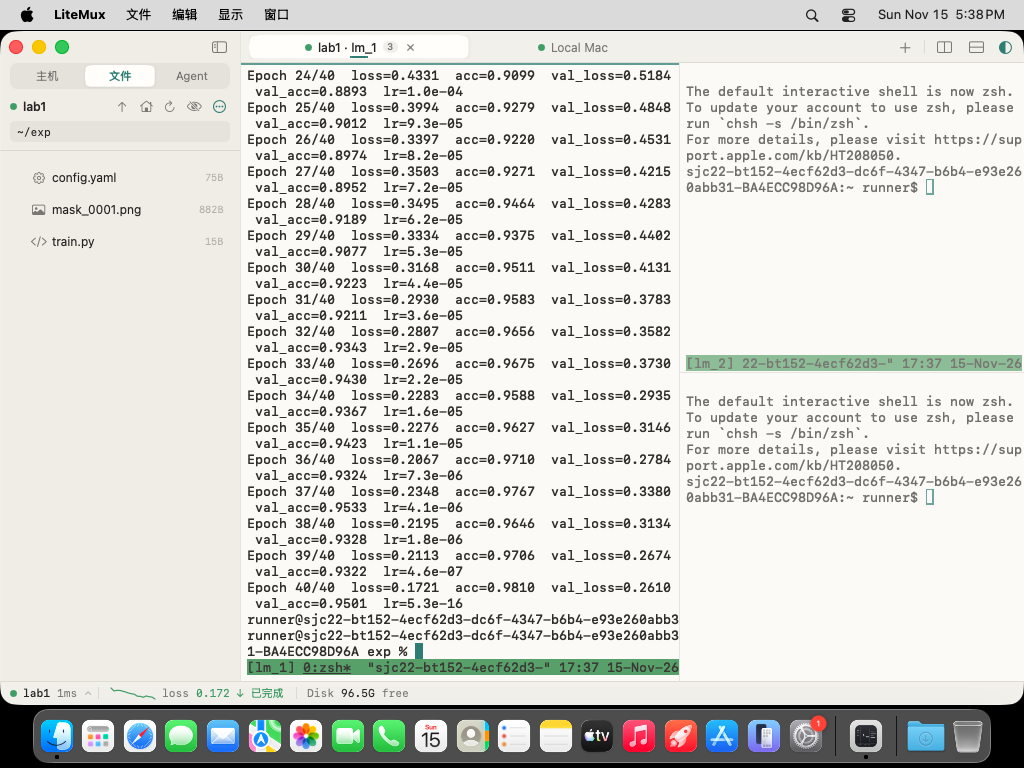 LiteMux 文件 编辑 显示 窗口 Sun Nov 15 5:38 PM
主机 文件 Agent
lab1
~/exp
config.yaml 75B
mask_0001.png 882B
train.py 15B
lab1 · lm_1 3 ×
Local Mac
Epoch 24/40 loss=0.4331 acc=0.9099 val_loss=0.5184
val_acc=0.8893 lr=1.0e-04
Epoch 25/40 loss=0.3994 acc=0.9279 val_loss=0.4848
val_acc=0.9012 lr=9.3e-05
Epoch 26/40 loss=0.3397 acc=0.9220 val_loss=0.4531
val_acc=0.8974 lr=8.2e-05
Epoch 27/40 loss=0.3503 acc=0.9271 val_loss=0.4215
val_acc=0.8952 lr=7.2e-05
Epoch 28/40 loss=0.3495 acc=0.9464 val_loss=0.4283
val_acc=0.9189 lr=6.2e-05
Epoch 29/40 loss=0.3334 acc=0.9375 val_loss=0.4402
val_acc=0.9077 lr=5.3e-05
Epoch 30/40 loss=0.3168 acc=0.9511 val_loss=0.4131
val_acc=0.9223 lr=4.4e-05
Epoch 31/40 loss=0.2930 acc=0.9583 val_loss=0.3783
val_acc=0.9211 lr=3.6e-05
Epoch 32/40 loss=0.2807 acc=0.9656 val_loss=0.3582
val_acc=0.9343 lr=2.9e-05
Epoch 33/40 loss=0.2696 acc=0.9675 val_loss=0.3730
val_acc=0.9430 lr=2.2e-05
Epoch 34/40 loss=0.2283 acc=0.9588 val_loss=0.2935
val_acc=0.9367 lr=1.6e-05
Epoch 35/40 loss=0.2276 acc=0.9627 val_loss=0.3146
val_acc=0.9423 lr=1.1e-05
Epoch 36/40 loss=0.2067 acc=0.9710 val_loss=0.2784
val_acc=0.9324 lr=7.3e-06
Epoch 37/40 loss=0.2348 acc=0.9767 val_loss=0.3380
val_acc=0.9533 lr=4.1e-06
Epoch 38/40 loss=0.2195 acc=0.9646 val_loss=0.3134
val_acc=0.9328 lr=1.8e-06
Epoch 39/40 loss=0.2113 acc=0.9706 val_loss=0.2674
val_acc=0.9322 lr=4.6e-07
Epoch 40/40 loss=0.1721 acc=0.9810 val_loss=0.2610
val_acc=0.9501 lr=5.3e-16
runner@sjc22-bt152-4ecf62d3-dc6f-4347-b6b4-e93e260abb3
runner@sjc22-bt152-4ecf62d3-dc6f-4347-b6b4-e93e260abb3
1-BA4ECC98D96A exp %
[lm_1] 0:zsh* "sjc22-bt152-4ecf62d3-" 17:37 15-Nov-26
The default interactive shell is now zsh.
To update your account to use zsh, please
run `chsh -s /bin/zsh`.
For more details, please visit https://sup
port.apple.com/kb/HT208050.
sjc22-bt152-4ecf62d3-dc6f-4347-b6b4-e93e26
0abb31-BA4ECC98D96A:~ runner$
[lm_2] 22-bt152-4ecf62d3-" 17:37 15-Nov-26
The default interactive shell is now zsh.
To update your account to use zsh, please
run `chsh -s /bin/zsh`.
For more details, please visit https://sup
port.apple.com/kb/HT208050.
sjc22-bt152-4ecf62d3-dc6f-4347-b6b4-e93e26
0abb31-BA4ECC98D96A:~ runner$
lab1 1ms loss 0.172 ↓ 已完成 Disk 96.5G free
Sun
15
tv
1